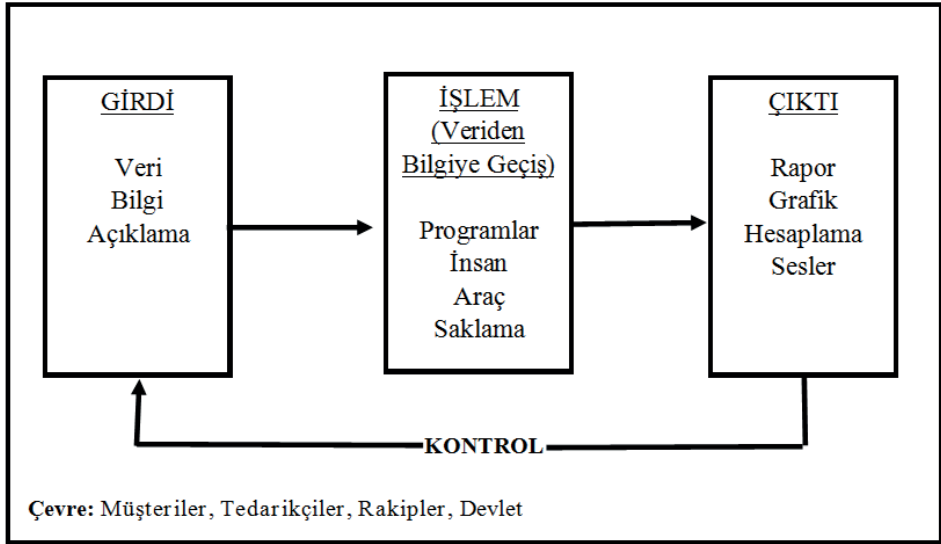 GİRDİ
Veri
Bilgi
Açıklama
İŞLEM
(Veriden
Bilgiye Geçiş)
Programlar
İnsan
Araç
Saklama
ÇIKTI
Rapor
Grafik
Hesaplama
Sesler
KONTROL
Çevre: Müşteriler, Tedarikçiler, Rakipler, Devlet